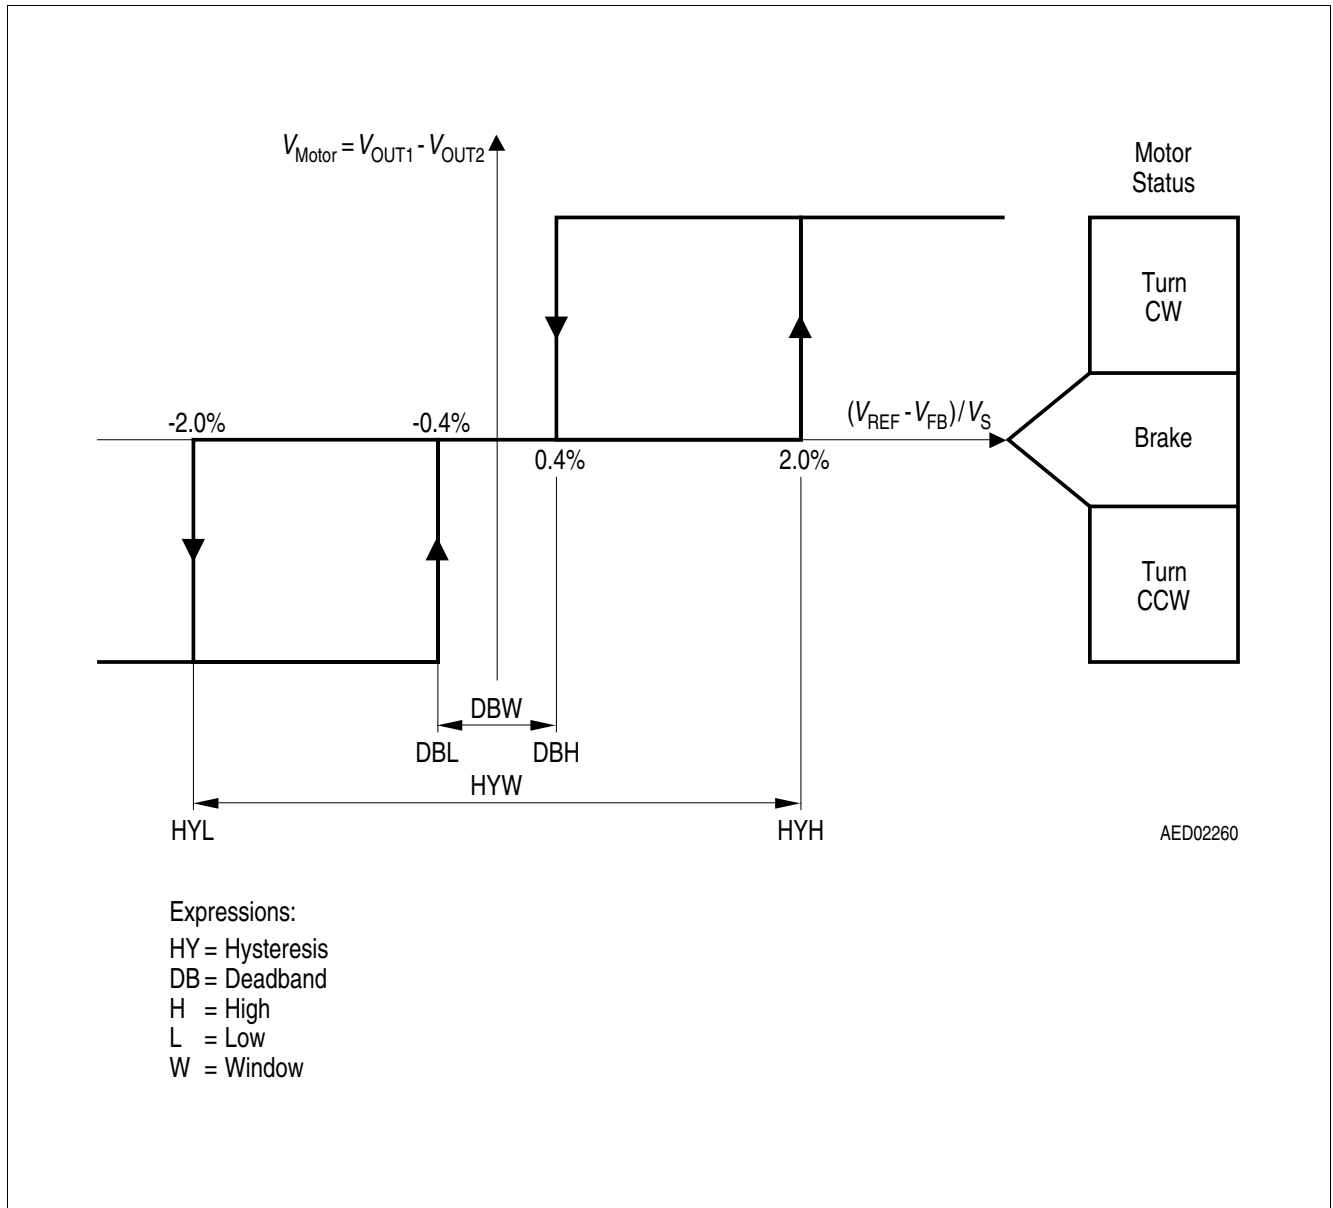 V_Motor = V_OUT1 - V_OUT2
Motor
Status
Turn
CW
Brake
Turn
CCW
-2.0%
-0.4%
0.4%
2.0%
(V_REF - V_FB) / V_S
DBW
DBL
DBH
HYW
HYL
HYH
AED02260
Expressions:
HY = Hysteresis
DB = Deadband
H = High
L = Low
W = Window